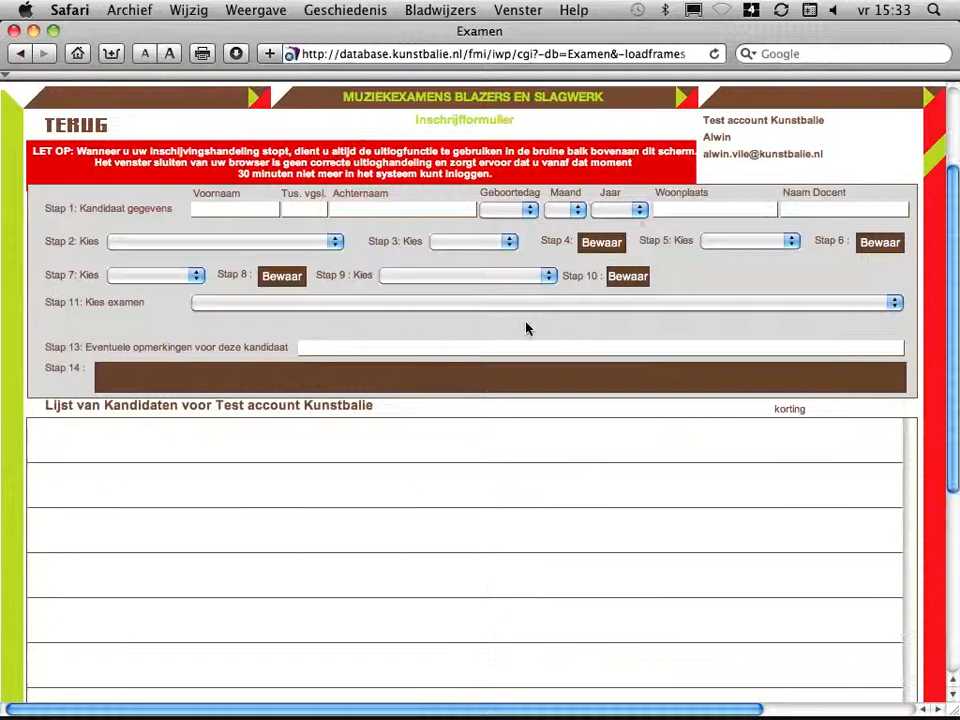 Safari Archief Wijzig Weergave Geschiedenis Bladwijzers Venster Help 4 vr 15:33
Examen
A A + http://database.kunstbalie.nl/fmi/iwp/cgi?-db=Examen&-loadframes Google
MUZIEKEXAMENS BLAZERS EN SLAGWERK
TERUG
Inschrijfformulier
Test account Kunstbalie
Alwin
alwin.vile@kunstbalie.nl
LET OP: Wanneer u uw inschijvingshandeling stopt, dient u altijd de uitlogfunctie te gebruiken in de bruine balk bovenaan dit scherm.
Het venster sluiten van uw browser is geen correcte uitloghandeling en zorgt ervoor dat u vanaf dat moment
30 minuten niet meer in het systeem kunt inloggen.
Voornaam Tus. vgsl. Achternaam Geboortedag Maand Jaar Woonplaats Naam Docent
Stap 1: Kandidaat gegevens
Stap 2: Kies Stap 3: Kies Stap 4: Bewaar Stap 5: Kies Stap 6 : Bewaar
Stap 7: Kies Stap 8 : Bewaar Stap 9 : Kies Stap 10 : Bewaar
Stap 11: Kies examen
Stap 13: Eventuele opmerkingen voor deze kandidaat
Stap 14 :
Lijst van Kandidaten voor Test account Kunstbalie korting